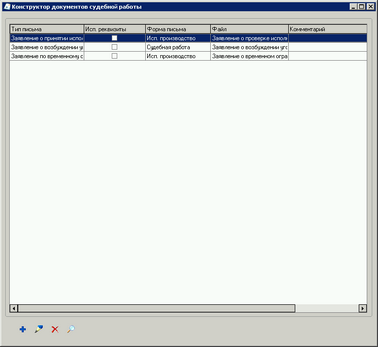 Конструктор документов судебной работы
Тип письма Исп. реквизиты Форма письма Файл Комментарий
Заявление о принятии испол Исп. производство Заявление о проверке исполн
Заявление о возбуждении уг Судебная работа Заявление о возбуждении уго
Заявление по временному с Исп. производство Заявление о временном огра